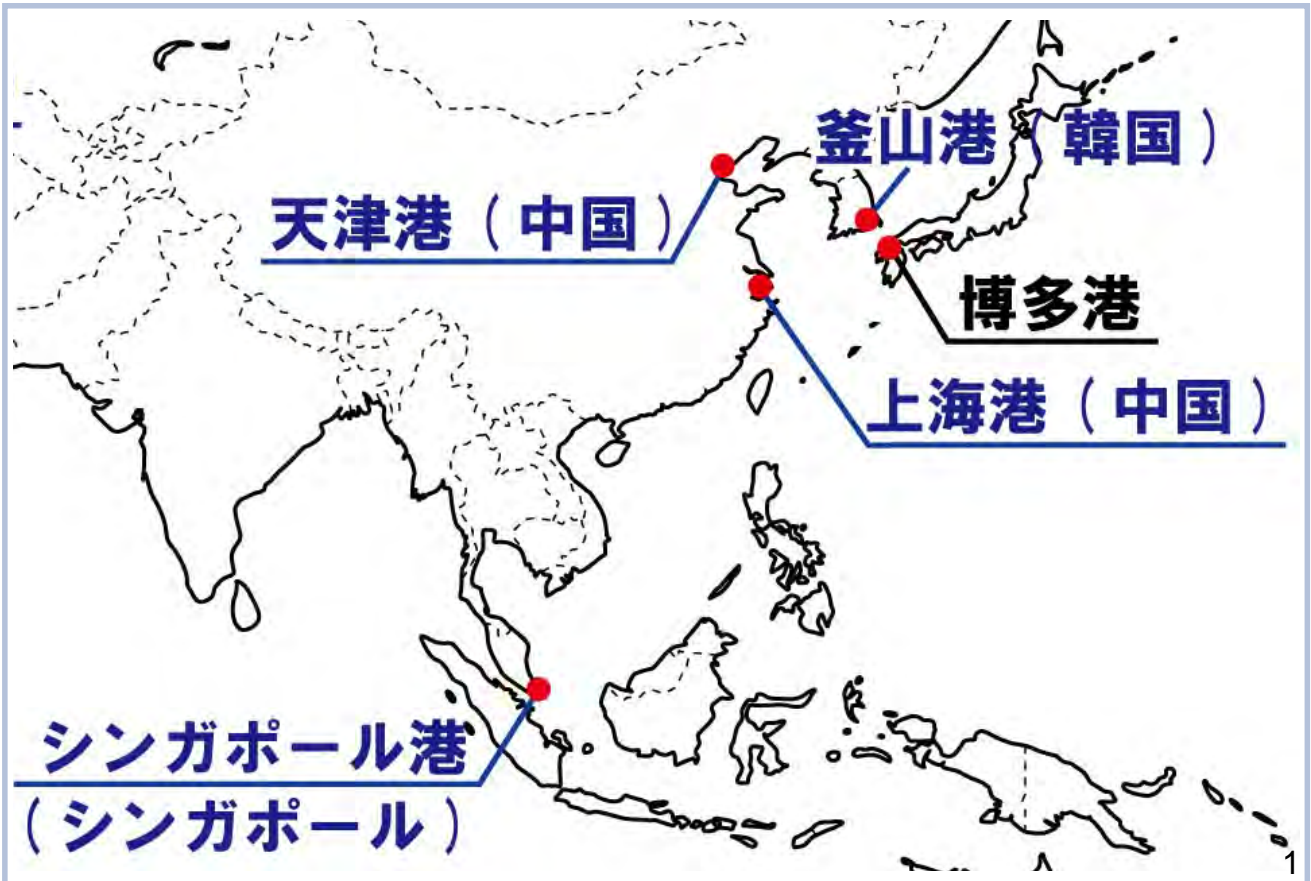 釜山港（韓国）
天津港（中国）
博多港
上海港（中国）
シンガポール港
（シンガポール）
1